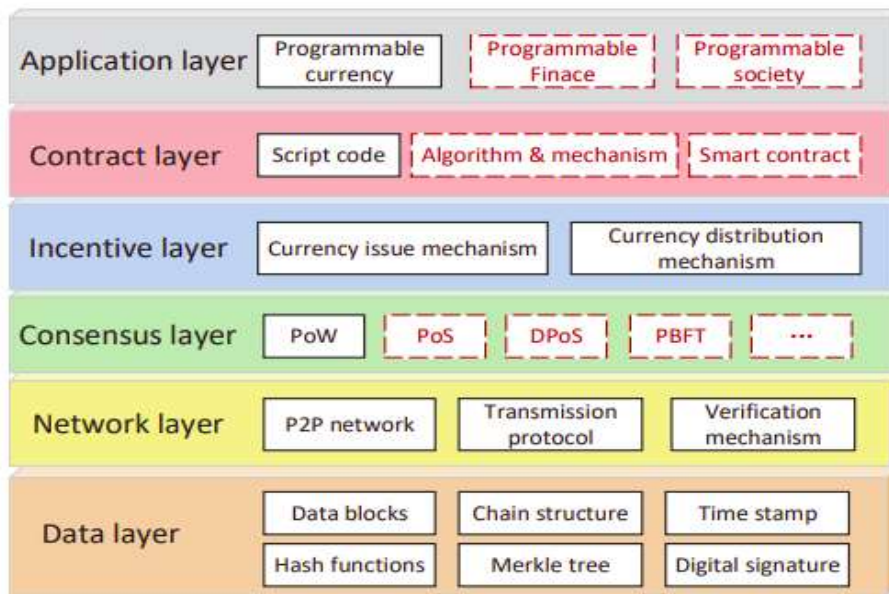 Application layer
Programmable
currency
Programmable
Finace
Programmable
society
Contract layer
Script code
Algorithm & mechanism
Smart contract
Incentive layer
Currency issue mechanism
Currency distribution
mechanism
Consensus layer
PoW
PoS
DPoS
PBFT
...
Network layer
P2P network
Transmission
protocol
Verification
mechanism
Data layer
Data blocks
Chain structure
Time stamp
Hash functions
Merkle tree
Digital signature